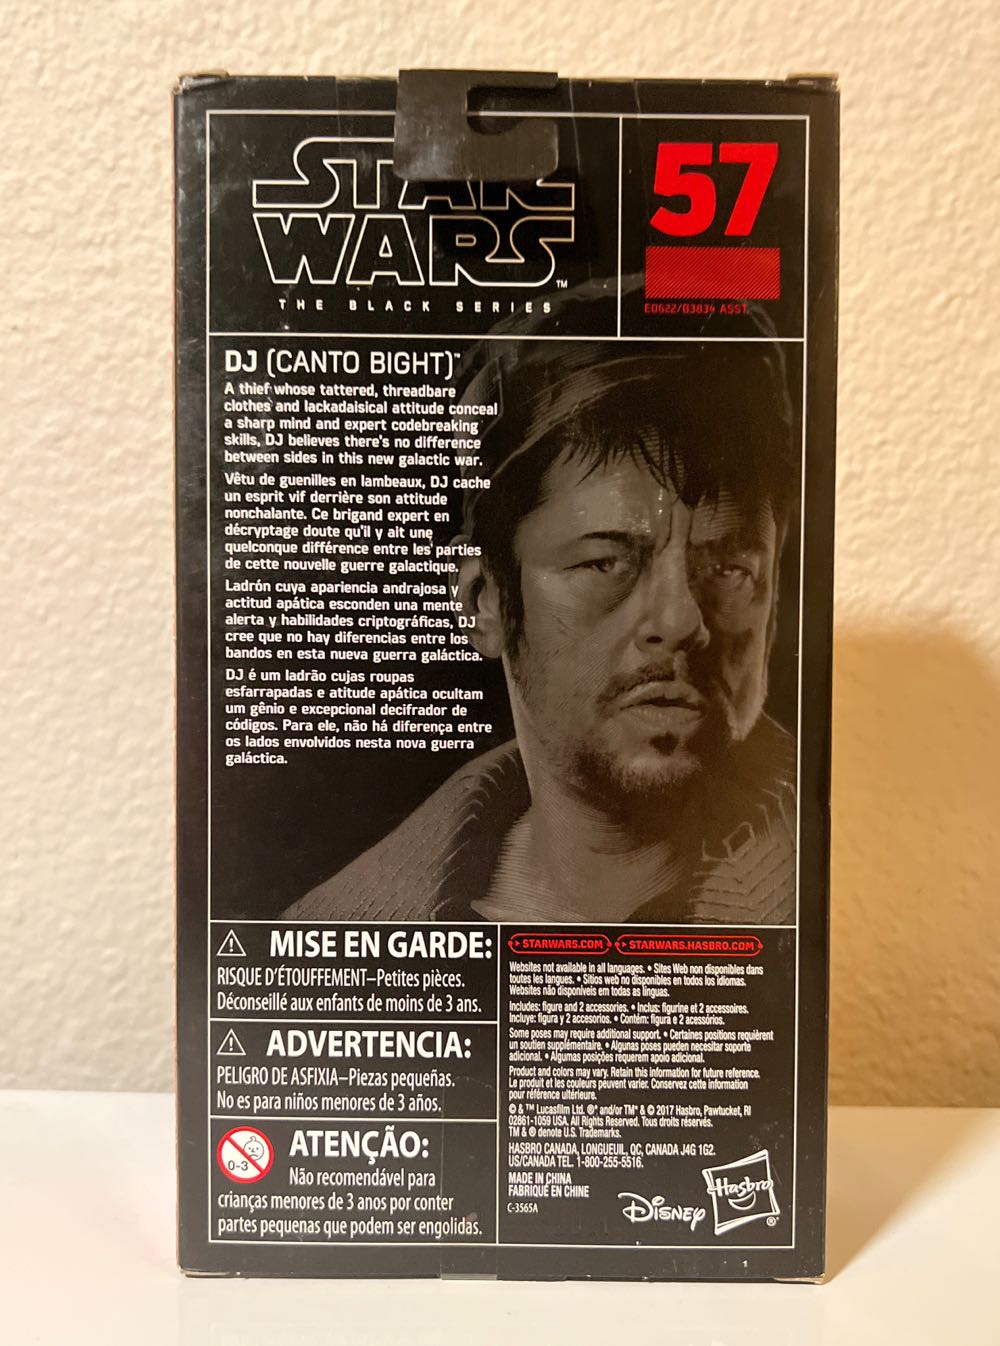 STAR
WARS™
THE BLACK SERIES
57
E0622/B3834 ASST.
DJ (CANTO BIGHT)™
A thief whose tattered, threadbare
clothes and lackadaisical attitude conceal
a sharp mind and expert codebreaking
skills, DJ believes there's no difference
between sides in this new galactic war.
Vêtu de guenilles en lambeaux, DJ cache
un esprit vif derrière son attitude
nonchalante. Ce brigand expert en
décryptage doute qu'il y ait une
quelconque différence entre les parties
de cette nouvelle guerre galactique.
Ladrón cuya apariencia andrajosa y
actitud apática esconden una mente
alerta y habilidades criptográficas, DJ
cree que no hay diferencias entre los
bandos en esta nueva guerra galáctica.
DJ é um ladrão cujas roupas
esfarrapadas e atitude apática ocultam
um gênio e excepcional decifrador de
códigos. Para ele, não há diferença entre
os lados envolvidos nesta nova guerra
galáctica.
⚠ MISE EN GARDE:
RISQUE D'ÉTOUFFEMENT–Petites pièces.
Déconseillé aux enfants de moins de 3 ans.
⚠ ADVERTENCIA:
PELIGRO DE ASFIXIA–Piezas pequeñas.
No es para niños menores de 3 años.
0-3
ATENÇÃO:
Não recomendável para
crianças menores de 3 anos por conter
partes pequenas que podem ser engolidas.
STARWARS.COM STARWARS.HASBRO.COM
Websites not available in all languages. • Sites Web non disponibles dans
toutes les langues. • Sitios web no disponibles en todos los idiomas.
Websites não disponíveis em todas as línguas.
Includes: figure and 2 accessories. • Inclus: figurine et 2 accessoires.
Incluye: figura y 2 accesorios. • Contém: figura e 2 acessórios.
Some poses may require additional support. • Certaines positions requièrent
un soutien supplémentaire. • Algunas poses pueden necesitar soporte
adicional. • Algumas posições requerem apoio adicional.
Product and colors may vary. Retain this information for future reference.
Le produit et les couleurs peuvent varier. Conservez cette information
pour référence ultérieure.
© & ™ Lucasfilm Ltd. ®* and/or TM* & © 2017 Hasbro, Pawtucket, RI
02861-1059 USA. All Rights Reserved. Tous droits réservés.
TM & ® denote U.S. Trademarks.
HASBRO CANADA, LONGUEUIL, QC, CANADA J4G 1G2.
US/CANADA TEL. 1-800-255-5516.
MADE IN CHINA
FABRIQUÉ EN CHINE
C-3565A
Disney
Hasbro®
1